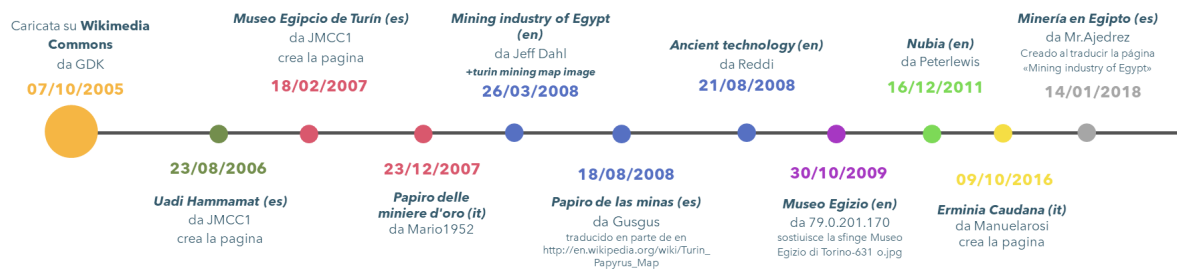 Caricata su Wikimedia
Commons
da GDK
07/10/2005
23/08/2006
Uadi Hammamat (es)
da JMCC1
crea la pagina
Museo Egipcio de Turín (es)
da JMCC1
crea la pagina
18/02/2007
23/12/2007
Papiro delle
miniere d'oro (it)
da Mario1952
Mining industry of Egypt
(en)
da Jeff Dahl
+turin mining map image
26/03/2008
18/08/2008
Papiro de las minas (es)
da Gusgus
traducido en parte de en
http://en.wikipedia.org/wiki/Turin_
Papyrus_Map
Ancient technology (en)
da Reddi
21/08/2008
30/10/2009
Museo Egizio (en)
da 79.0.201.170
sostiuisce la sfinge Museo
Egizio di Torino-631 o.jpg
Nubia (en)
da Peterlewis
16/12/2011
09/10/2016
Erminia Caudana (it)
da Manuelarosi
crea la pagina
Minería en Egipto (es)
da Mr.Ajedrez
Creado al traducir la página
«Mining industry of Egypt»
14/01/2018